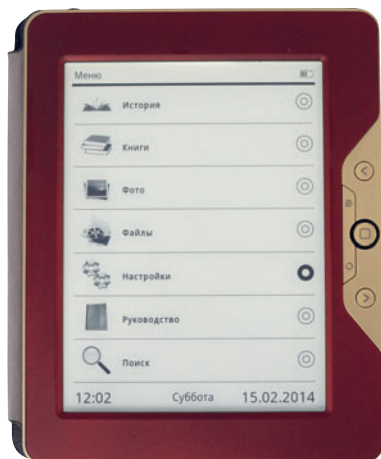 Меню
История
Книги
Фото
Файлы
Настройки
Руководство
Поиск
12:02 Суббота 15.02.2014